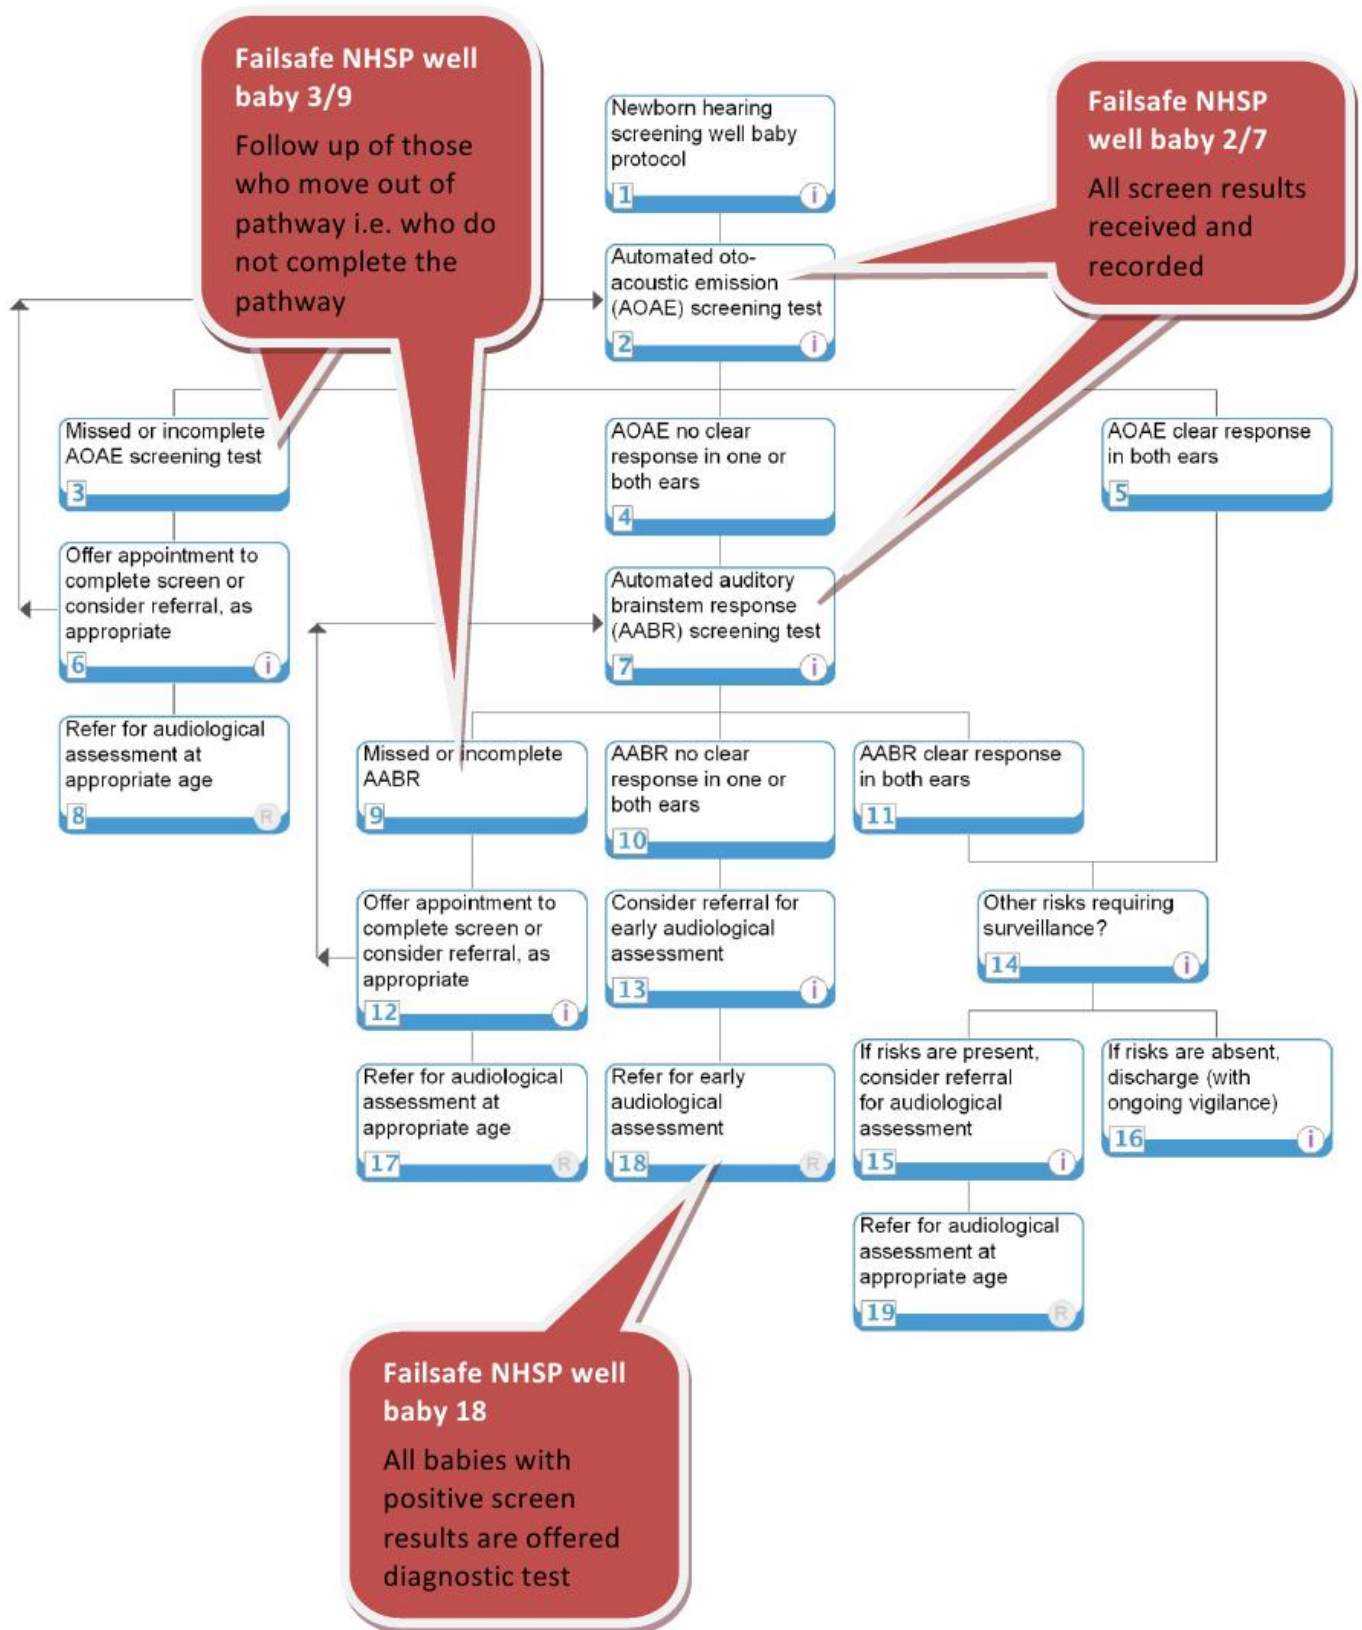 Failsafe NHSP well
baby 3/9
Follow up of those
who move out of
pathway i.e. who do
not complete the
pathway
Newborn hearing
screening well baby
protocol
1
i
Failsafe NHSP
well baby 2/7
All screen results
received and
recorded
Automated oto-
acoustic emission
(AOAE) screening test
2
i
Missed or incomplete
AOAE screening test
3
AOAE no clear
response in one or
both ears
4
AOAE clear response
in both ears
5
Offer appointment to
complete screen or
consider referral, as
appropriate
6
i
Automated auditory
brainstem response
(AABR) screening test
7
i
Refer for audiological
assessment at
appropriate age
8
R
Missed or incomplete
AABR
9
AABR no clear
response in one or
both ears
10
AABR clear response
in both ears
11
Offer appointment to
complete screen or
consider referral, as
appropriate
12
i
Consider referral for
early audiological
assessment
13
i
Other risks requiring
surveillance?
14
i
If risks are present,
consider referral
for audiological
assessment
15
i
If risks are absent,
discharge (with
ongoing vigilance)
16
i
Refer for audiological
assessment at
appropriate age
17
R
Refer for early
audiological
assessment
18
R
Refer for audiological
assessment at
appropriate age
19
R
Failsafe NHSP well
baby 18
All babies with
positive screen
results are offered
diagnostic test